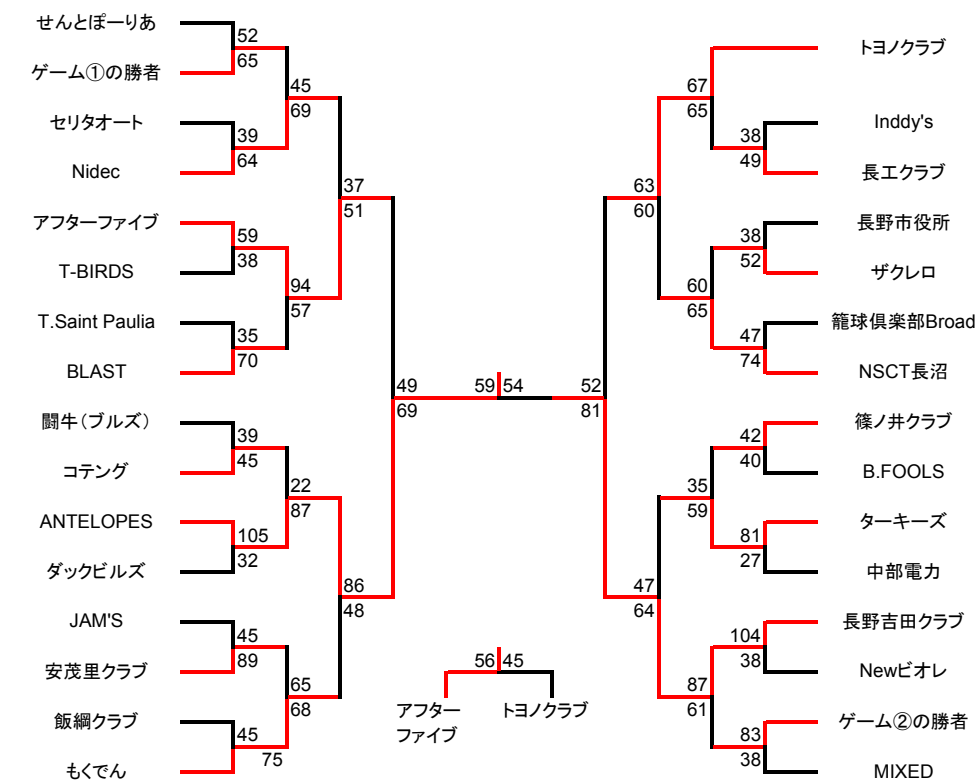 せんとぽーりあ
52
65
ゲーム①の勝者
45
69
セリタオート
39
64
Nidec
37
51
アフターファイブ
59
38
T-BIRDS
94
57
T.Saint Paulia
35
70
BLAST
49
69
闘牛(ブルズ)
39
45
コテング
22
87
ANTELOPES
105
32
ダックビルズ
86
48
JAM'S
45
89
安茂里クラブ
65
68
飯綱クラブ
45
75
もくでん
59 54
56 45
アフター
ファイブ
トヨノクラブ
52
81
トヨノクラブ
67
65
Inddy's
38
49
長工クラブ
63
60
長野市役所
38
52
ザクレロ
60
65
籠球倶楽部Broad
47
74
NSCT長沼
篠ノ井クラブ
42
40
B.FOOLS
35
59
ターキーズ
81
27
中部電力
47
64
長野吉田クラブ
104
38
Newビオレ
87
61
ゲーム②の勝者
83
38
MIXED